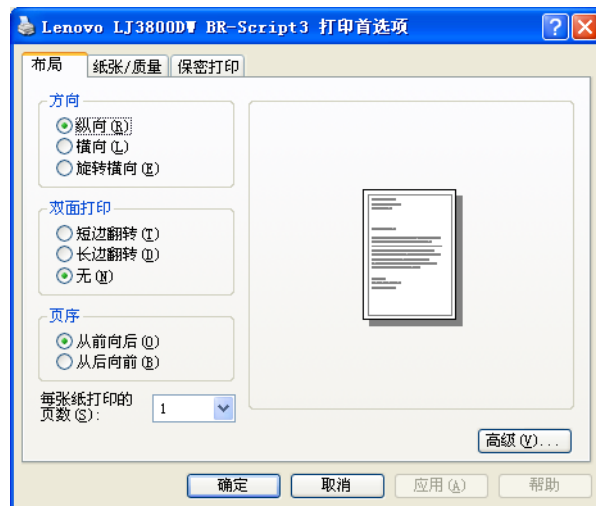 Lenovo LJ3800DW BR-Script3 打印首选项
布局 纸张/质量 保密打印
方向
纵向(R)
横向(L)
旋转横向(E)
双面打印
短边翻转(T)
长边翻转(D)
无(N)
页序
从前向后(O)
从后向前(B)
每张纸打印的
页数(S): 1
高级(V)...
确定 取消 应用(A) 帮助